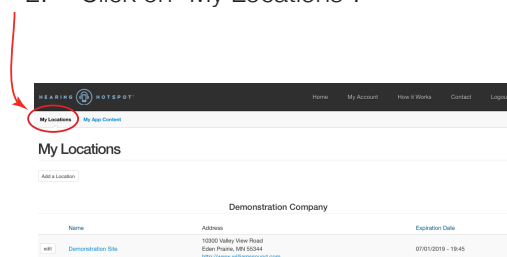 2. Click on "My Locations".
HEARING HOTSPOT™
Home My Account How It Works Contact Logout
My Locations My App Content
My Locations
Add a Location
Demonstration Company
Name Address Expiration Date
edit Demonstration Site 10300 Valley View Road 07/01/2019 - 19:45
Eden Prairie, MN 55344